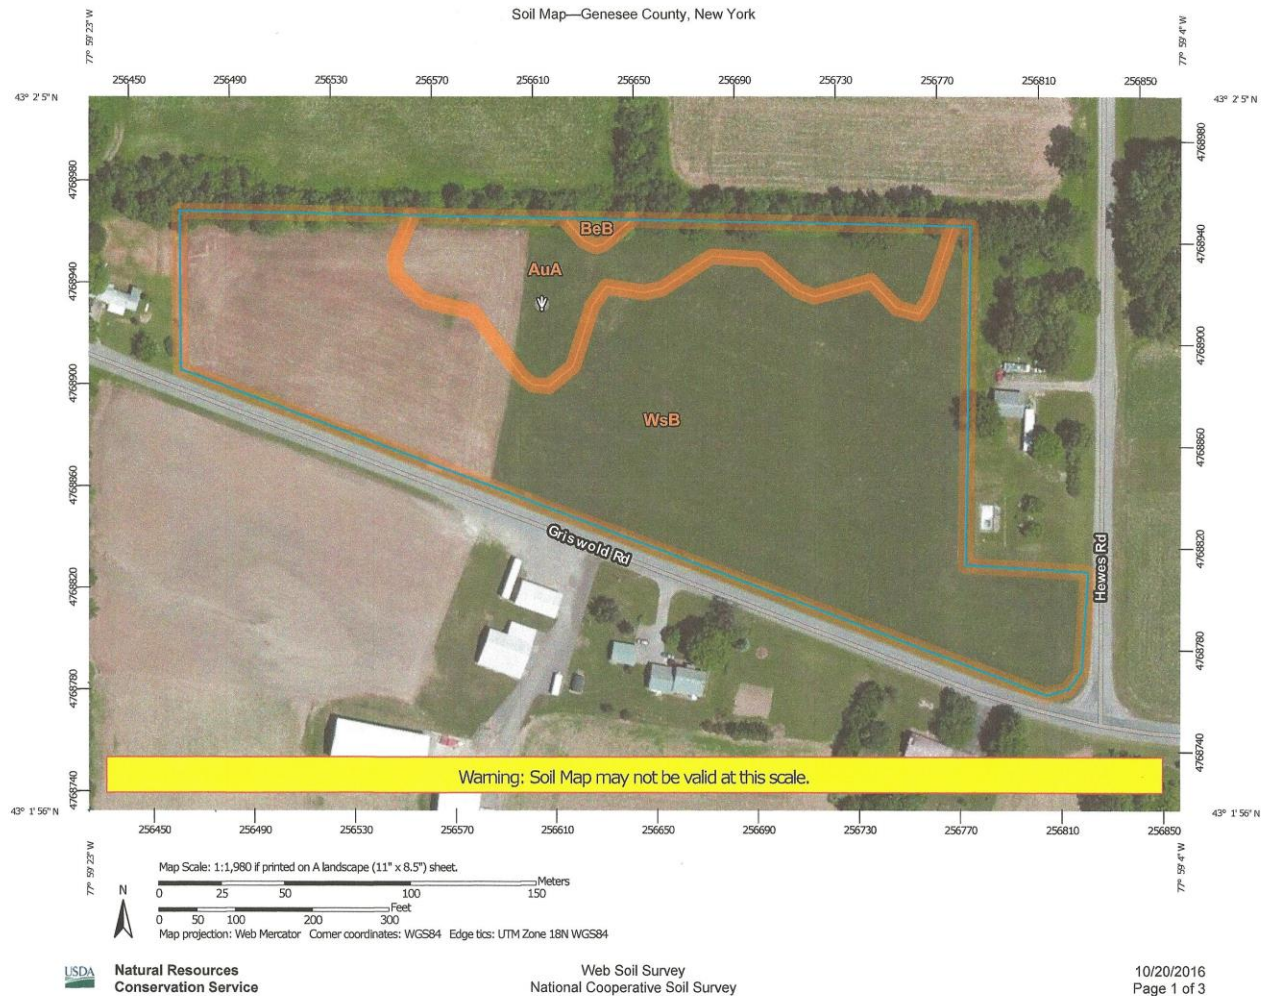 Soil Map—Genesee County, New York
77° 59' 23" W
77° 59' 4" W
256450 256490 256530 256570 256610 256650 256690 256730 256770 256810 256850
43° 2' 5" N
43° 2' 5" N
4768980
4768940
4768900
4768860
4768820
4768780
4768740
4768980
4768940
4768900
4768860
4768820
4768780
4768740
BeB
AuA
WsB
Griswold Rd
Hewes Rd
Warning: Soil Map may not be valid at this scale.
43° 1' 56" N
43° 1' 56" N
256450 256490 256530 256570 256610 256650 256690 256730 256770 256810 256850
77° 59' 23" W
77° 59' 4" W
Map Scale: 1:1,980 if printed on A landscape (11" x 8.5") sheet.
Meters
0 25 50 100 150
Feet
0 50 100 200 300
N
Map projection: Web Mercator Corner coordinates: WGS84 Edge tics: UTM Zone 18N WGS84
USDA
Natural Resources
Conservation Service
Web Soil Survey
National Cooperative Soil Survey
10/20/2016
Page 1 of 3